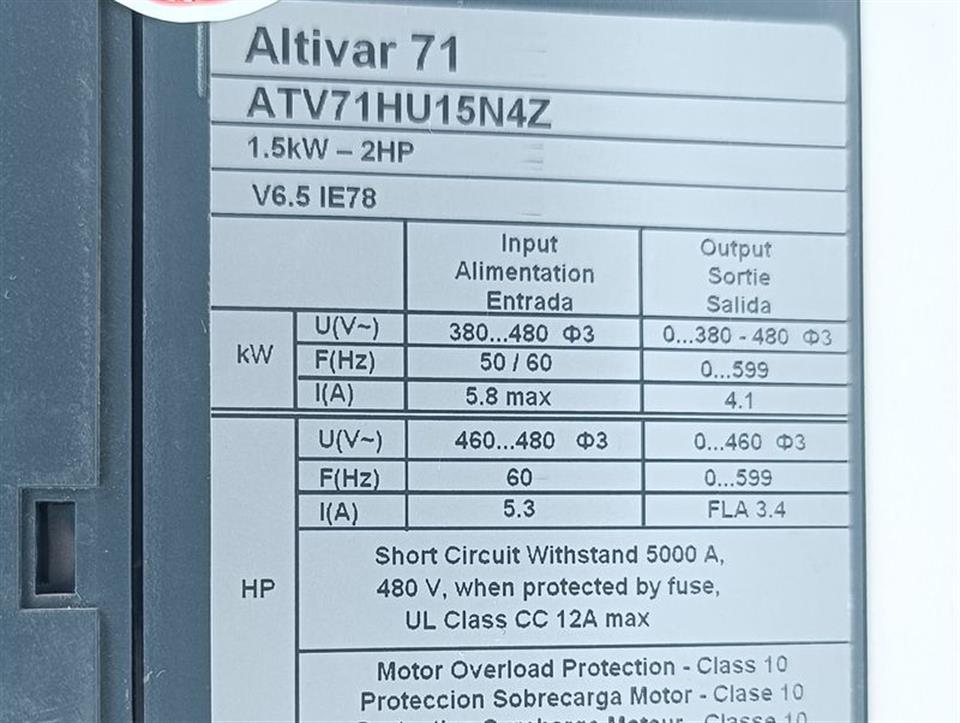 Altivar 71
ATV71HU15N4Z
1.5kW – 2HP
V6.5 IE78
Input Output
Alimentation Sortie
Entrada Salida
kW
U(V~) 380...480 Φ3 0...380 - 480 Φ3
F(Hz) 50 / 60 0...599
I(A) 5.8 max 4.1
HP
U(V~) 460...480 Φ3 0...460 Φ3
F(Hz) 60 0...599
I(A) 5.3 FLA 3.4
Short Circuit Withstand 5000 A,
480 V, when protected by fuse,
UL Class CC 12A max
Motor Overload Protection - Class 10
Proteccion Sobrecarga Motor - Clase 10